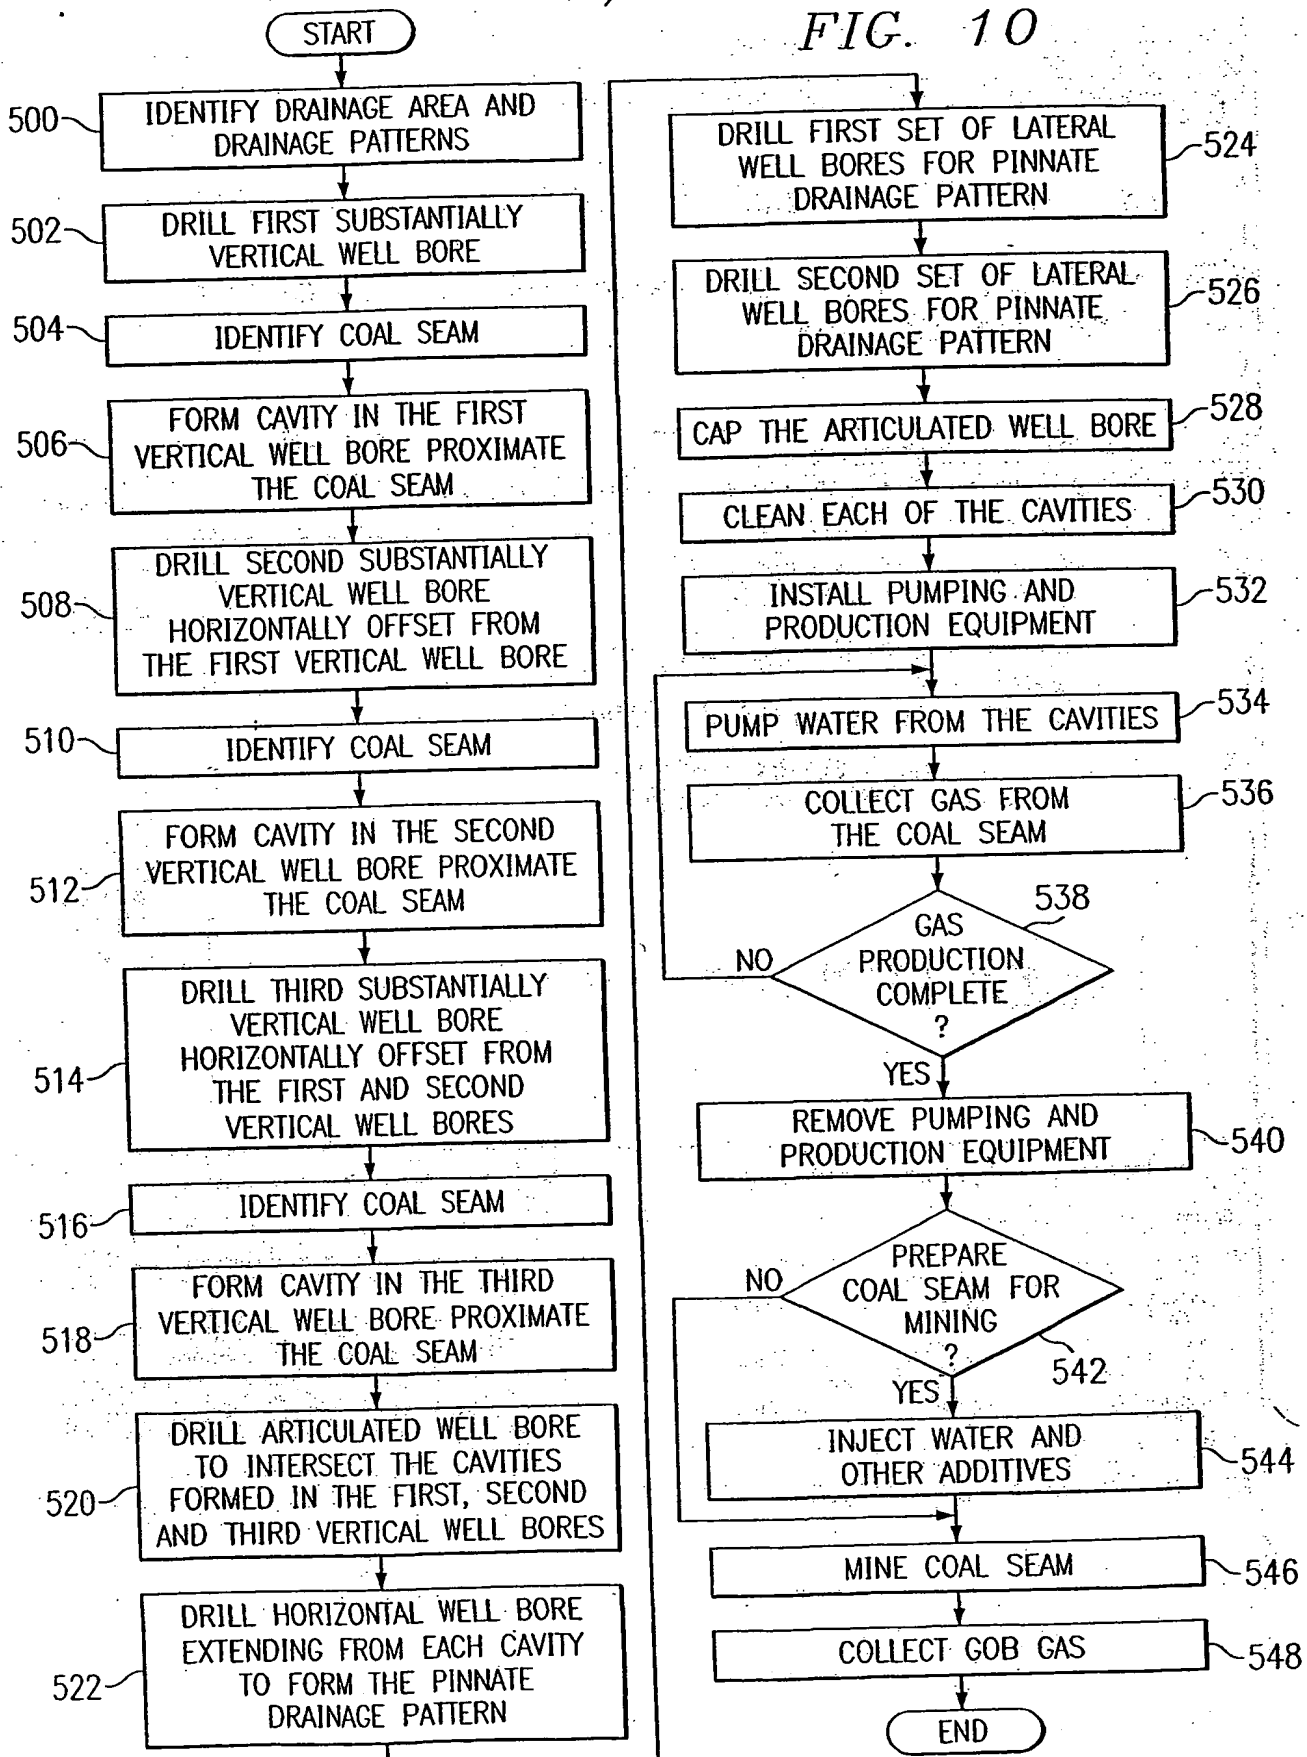 FIG. 10
START
500
IDENTIFY DRAINAGE AREA AND
DRAINAGE PATTERNS
502
DRILL FIRST SUBSTANTIALLY
VERTICAL WELL BORE
504
IDENTIFY COAL SEAM
506
FORM CAVITY IN THE FIRST
VERTICAL WELL BORE PROXIMATE
THE COAL SEAM
508
DRILL SECOND SUBSTANTIALLY
VERTICAL WELL BORE
HORIZONTALLY OFFSET FROM
THE FIRST VERTICAL WELL BORE
510
IDENTIFY COAL SEAM
512
FORM CAVITY IN THE SECOND
VERTICAL WELL BORE PROXIMATE
THE COAL SEAM
514
DRILL THIRD SUBSTANTIALLY
VERTICAL WELL BORE
HORIZONTALLY OFFSET FROM
THE FIRST AND SECOND
VERTICAL WELL BORES
516
IDENTIFY COAL SEAM
518
FORM CAVITY IN THE THIRD
VERTICAL WELL BORE PROXIMATE
THE COAL SEAM
520
DRILL ARTICULATED WELL BORE
TO INTERSECT THE CAVITIES
FORMED IN THE FIRST, SECOND
AND THIRD VERTICAL WELL BORES
522
DRILL HORIZONTAL WELL BORE
EXTENDING FROM EACH CAVITY
TO FORM THE PINNATE
DRAINAGE PATTERN
DRILL FIRST SET OF LATERAL
WELL BORES FOR PINNATE
DRAINAGE PATTERN
524
DRILL SECOND SET OF LATERAL
WELL BORES FOR PINNATE
DRAINAGE PATTERN
526
CAP THE ARTICULATED WELL BORE
528
CLEAN EACH OF THE CAVITIES
530
INSTALL PUMPING AND
PRODUCTION EQUIPMENT
532
PUMP WATER FROM THE CAVITIES
534
COLLECT GAS FROM
THE COAL SEAM
536
GAS
PRODUCTION
COMPLETE
?
538
NO
YES
REMOVE PUMPING AND
PRODUCTION EQUIPMENT
540
PREPARE
COAL SEAM FOR
MINING
?
542
NO
YES
INJECT WATER AND
OTHER ADDITIVES
544
MINE COAL SEAM
546
COLLECT GOB GAS
548
END